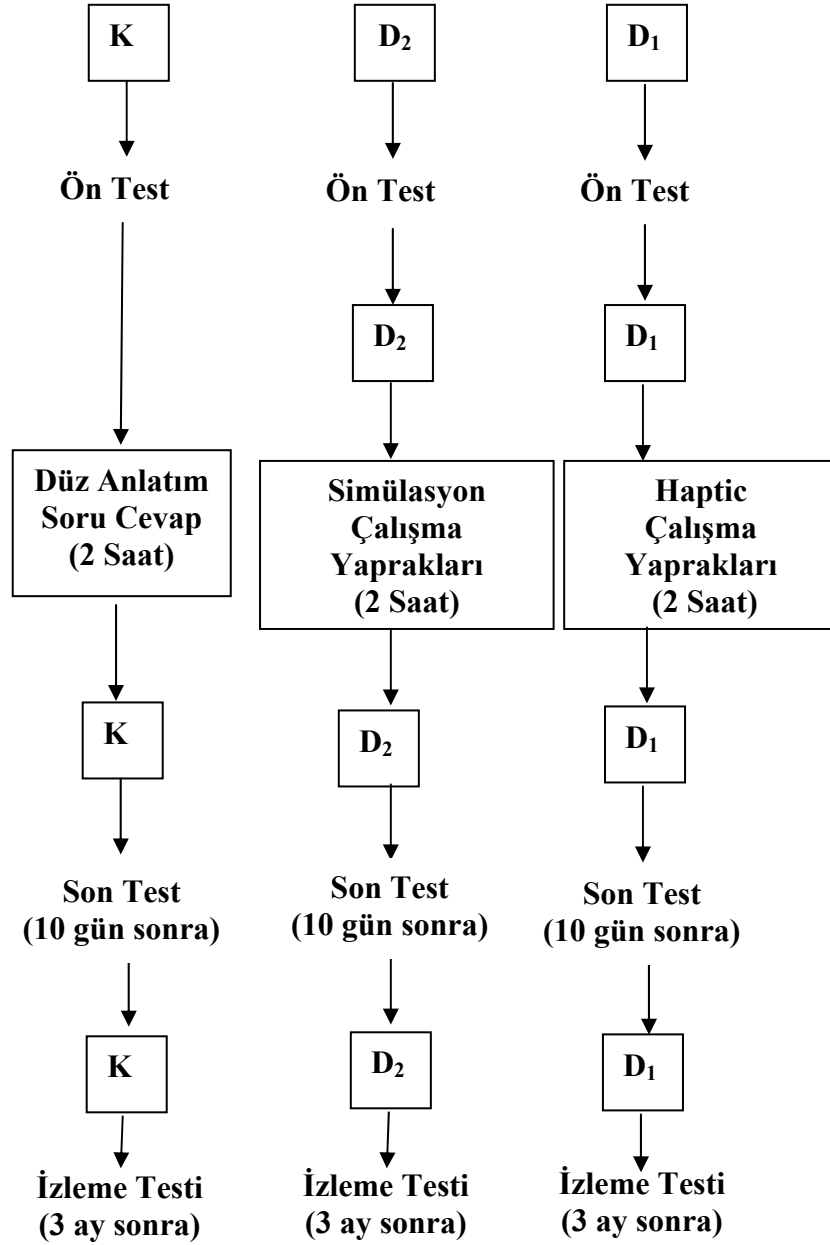 K
D₂
D₁
Ön Test
Ön Test
Ön Test
D₂
D₁
Düz Anlatım
Soru Cevap
(2 Saat)
Simülasyon
Çalışma
Yaprakları
(2 Saat)
Haptic
Çalışma
Yaprakları
(2 Saat)
K
D₂
D₁
Son Test
(10 gün sonra)
Son Test
(10 gün sonra)
Son Test
(10 gün sonra)
K
D₂
D₁
İzleme Testi
(3 ay sonra)
İzleme Testi
(3 ay sonra)
İzleme Testi
(3 ay sonra)